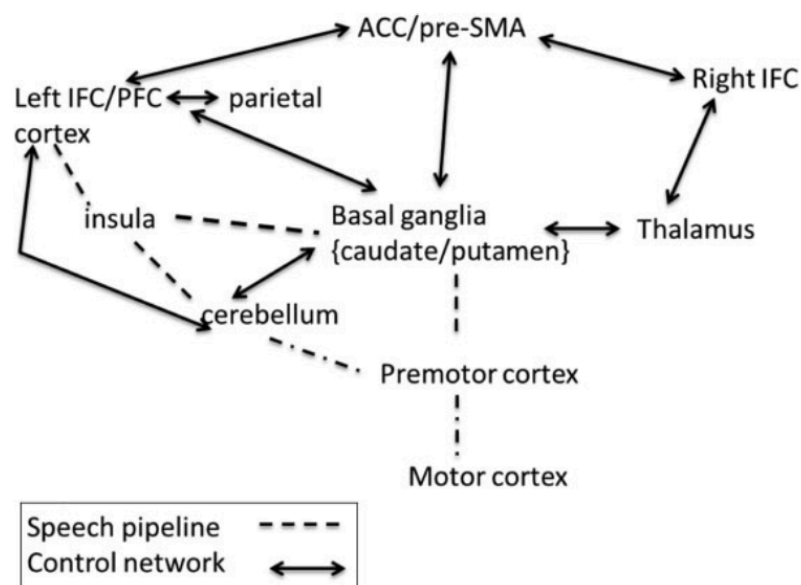 ACC/pre-SMA
Right IFC
Left IFC/PFC
cortex
parietal
insula
Basal ganglia
{caudate/putamen}
Thalamus
cerebellum
Premotor cortex
Motor cortex
Speech pipeline
Control network